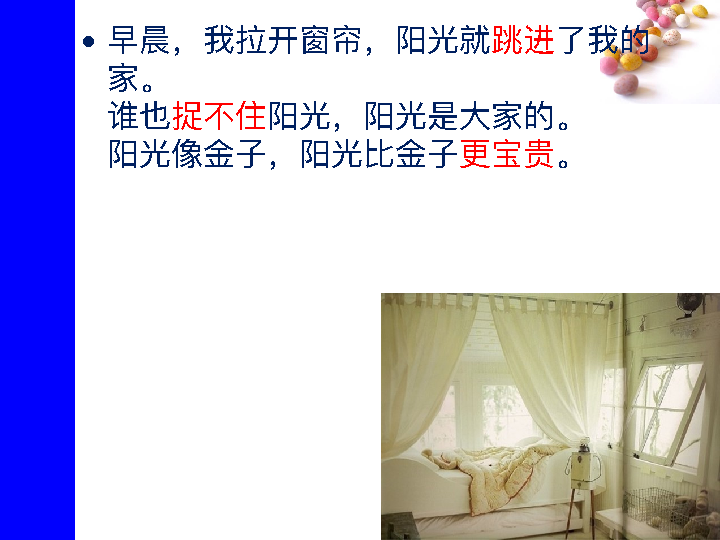 • 早晨，我拉开窗帘，阳光就跳进了我的
家。
谁也捉不住阳光，阳光是大家的。
阳光像金子，阳光比金子更宝贵。